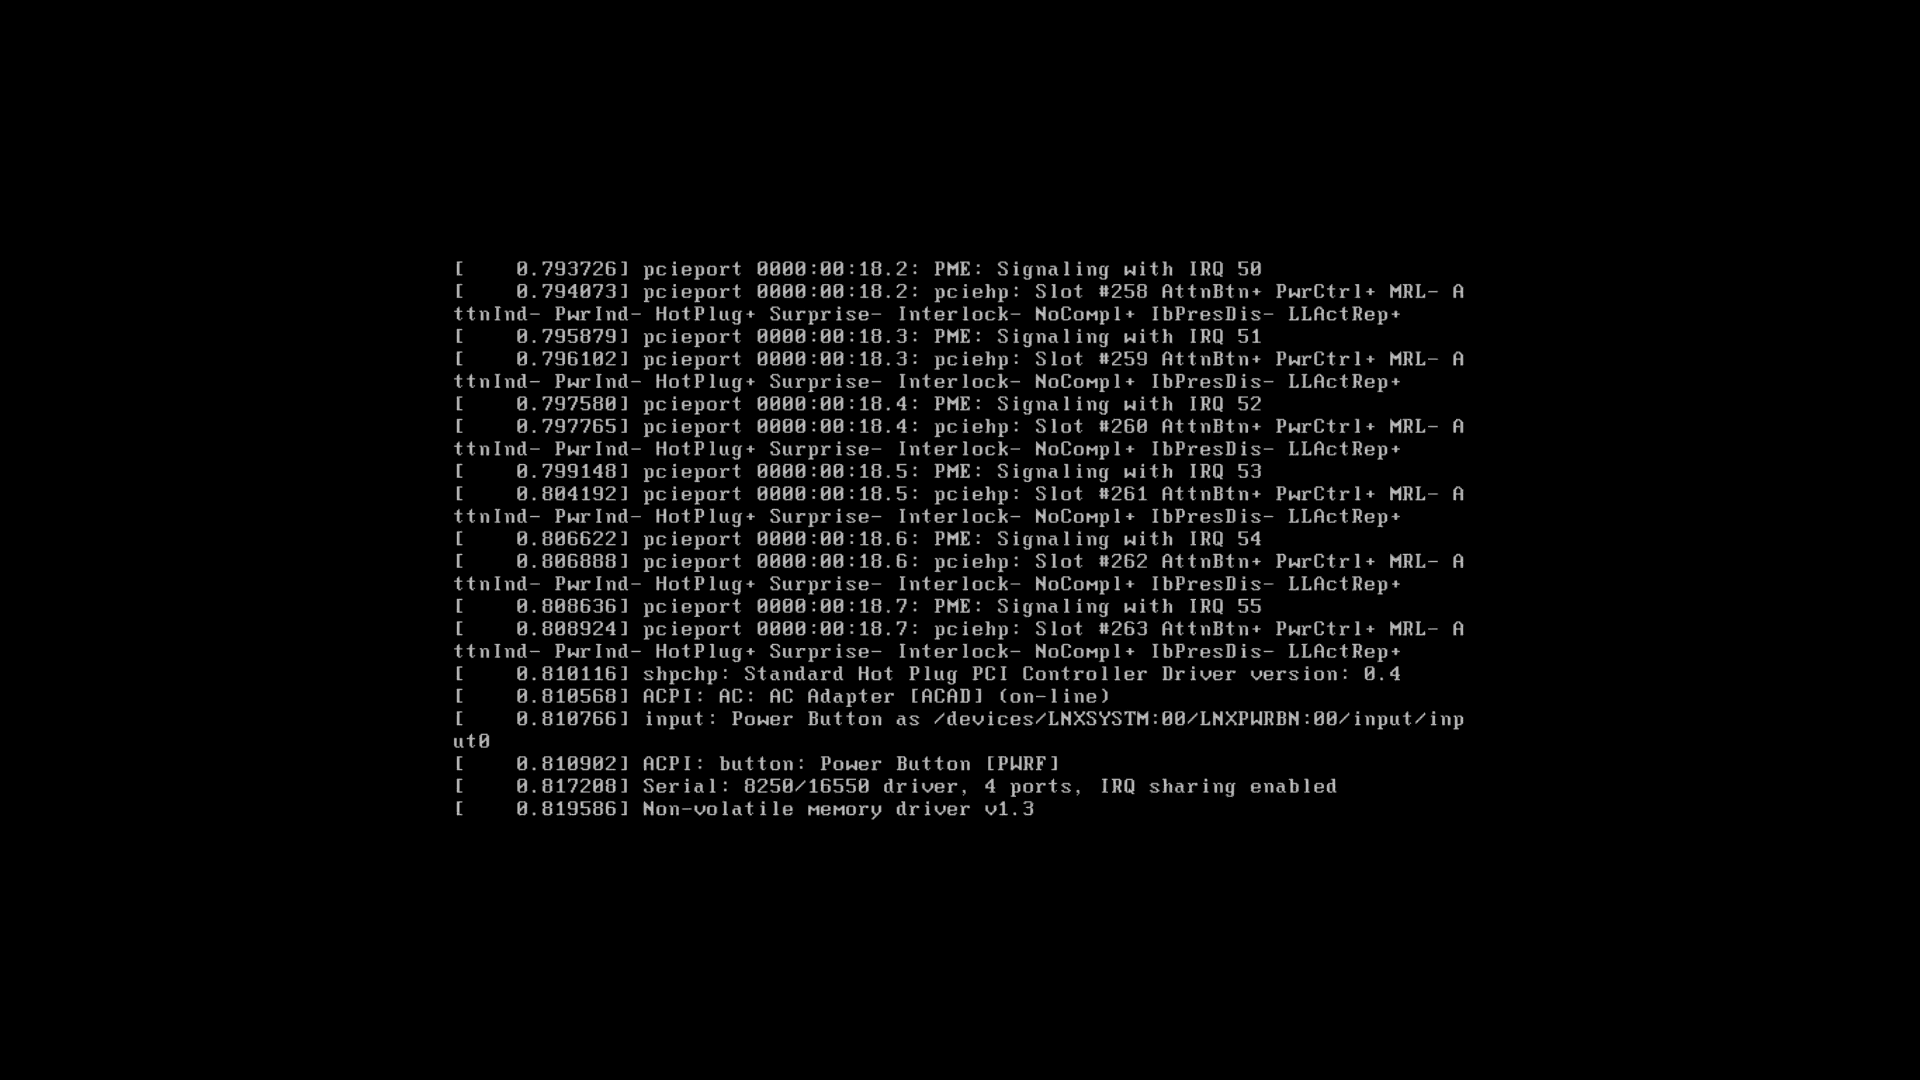 [    0.793726] pcieport 0000:00:18.2: PME: Signaling with IRQ 50
[    0.794073] pcieport 0000:00:18.2: pciehp: Slot #258 AttnBtn+ PwrCtrl+ MRL- A
ttnInd- PwrInd- HotPlug+ Surprise- Interlock- NoCompl+ IbPresDis- LLActRep+
[    0.795879] pcieport 0000:00:18.3: PME: Signaling with IRQ 51
[    0.796102] pcieport 0000:00:18.3: pciehp: Slot #259 AttnBtn+ PwrCtrl+ MRL- A
ttnInd- PwrInd- HotPlug+ Surprise- Interlock- NoCompl+ IbPresDis- LLActRep+
[    0.797580] pcieport 0000:00:18.4: PME: Signaling with IRQ 52
[    0.797765] pcieport 0000:00:18.4: pciehp: Slot #260 AttnBtn+ PwrCtrl+ MRL- A
ttnInd- PwrInd- HotPlug+ Surprise- Interlock- NoCompl+ IbPresDis- LLActRep+
[    0.799148] pcieport 0000:00:18.5: PME: Signaling with IRQ 53
[    0.804192] pcieport 0000:00:18.5: pciehp: Slot #261 AttnBtn+ PwrCtrl+ MRL- A
ttnInd- PwrInd- HotPlug+ Surprise- Interlock- NoCompl+ IbPresDis- LLActRep+
[    0.806622] pcieport 0000:00:18.6: PME: Signaling with IRQ 54
[    0.806888] pcieport 0000:00:18.6: pciehp: Slot #262 AttnBtn+ PwrCtrl+ MRL- A
ttnInd- PwrInd- HotPlug+ Surprise- Interlock- NoCompl+ IbPresDis- LLActRep+
[    0.808636] pcieport 0000:00:18.7: PME: Signaling with IRQ 55
[    0.808924] pcieport 0000:00:18.7: pciehp: Slot #263 AttnBtn+ PwrCtrl+ MRL- A
ttnInd- PwrInd- HotPlug+ Surprise- Interlock- NoCompl+ IbPresDis- LLActRep+
[    0.810116] shpchp: Standard Hot Plug PCI Controller Driver version: 0.4
[    0.810568] ACPI: AC: AC Adapter [ACAD] (on-line)
[    0.810766] input: Power Button as /devices/LNXSYSTM:00/LNXPWRBN:00/input/inp
ut0
[    0.810902] ACPI: button: Power Button [PWRF]
[    0.817208] Serial: 8250/16550 driver, 4 ports, IRQ sharing enabled
[    0.819586] Non-volatile memory driver v1.3